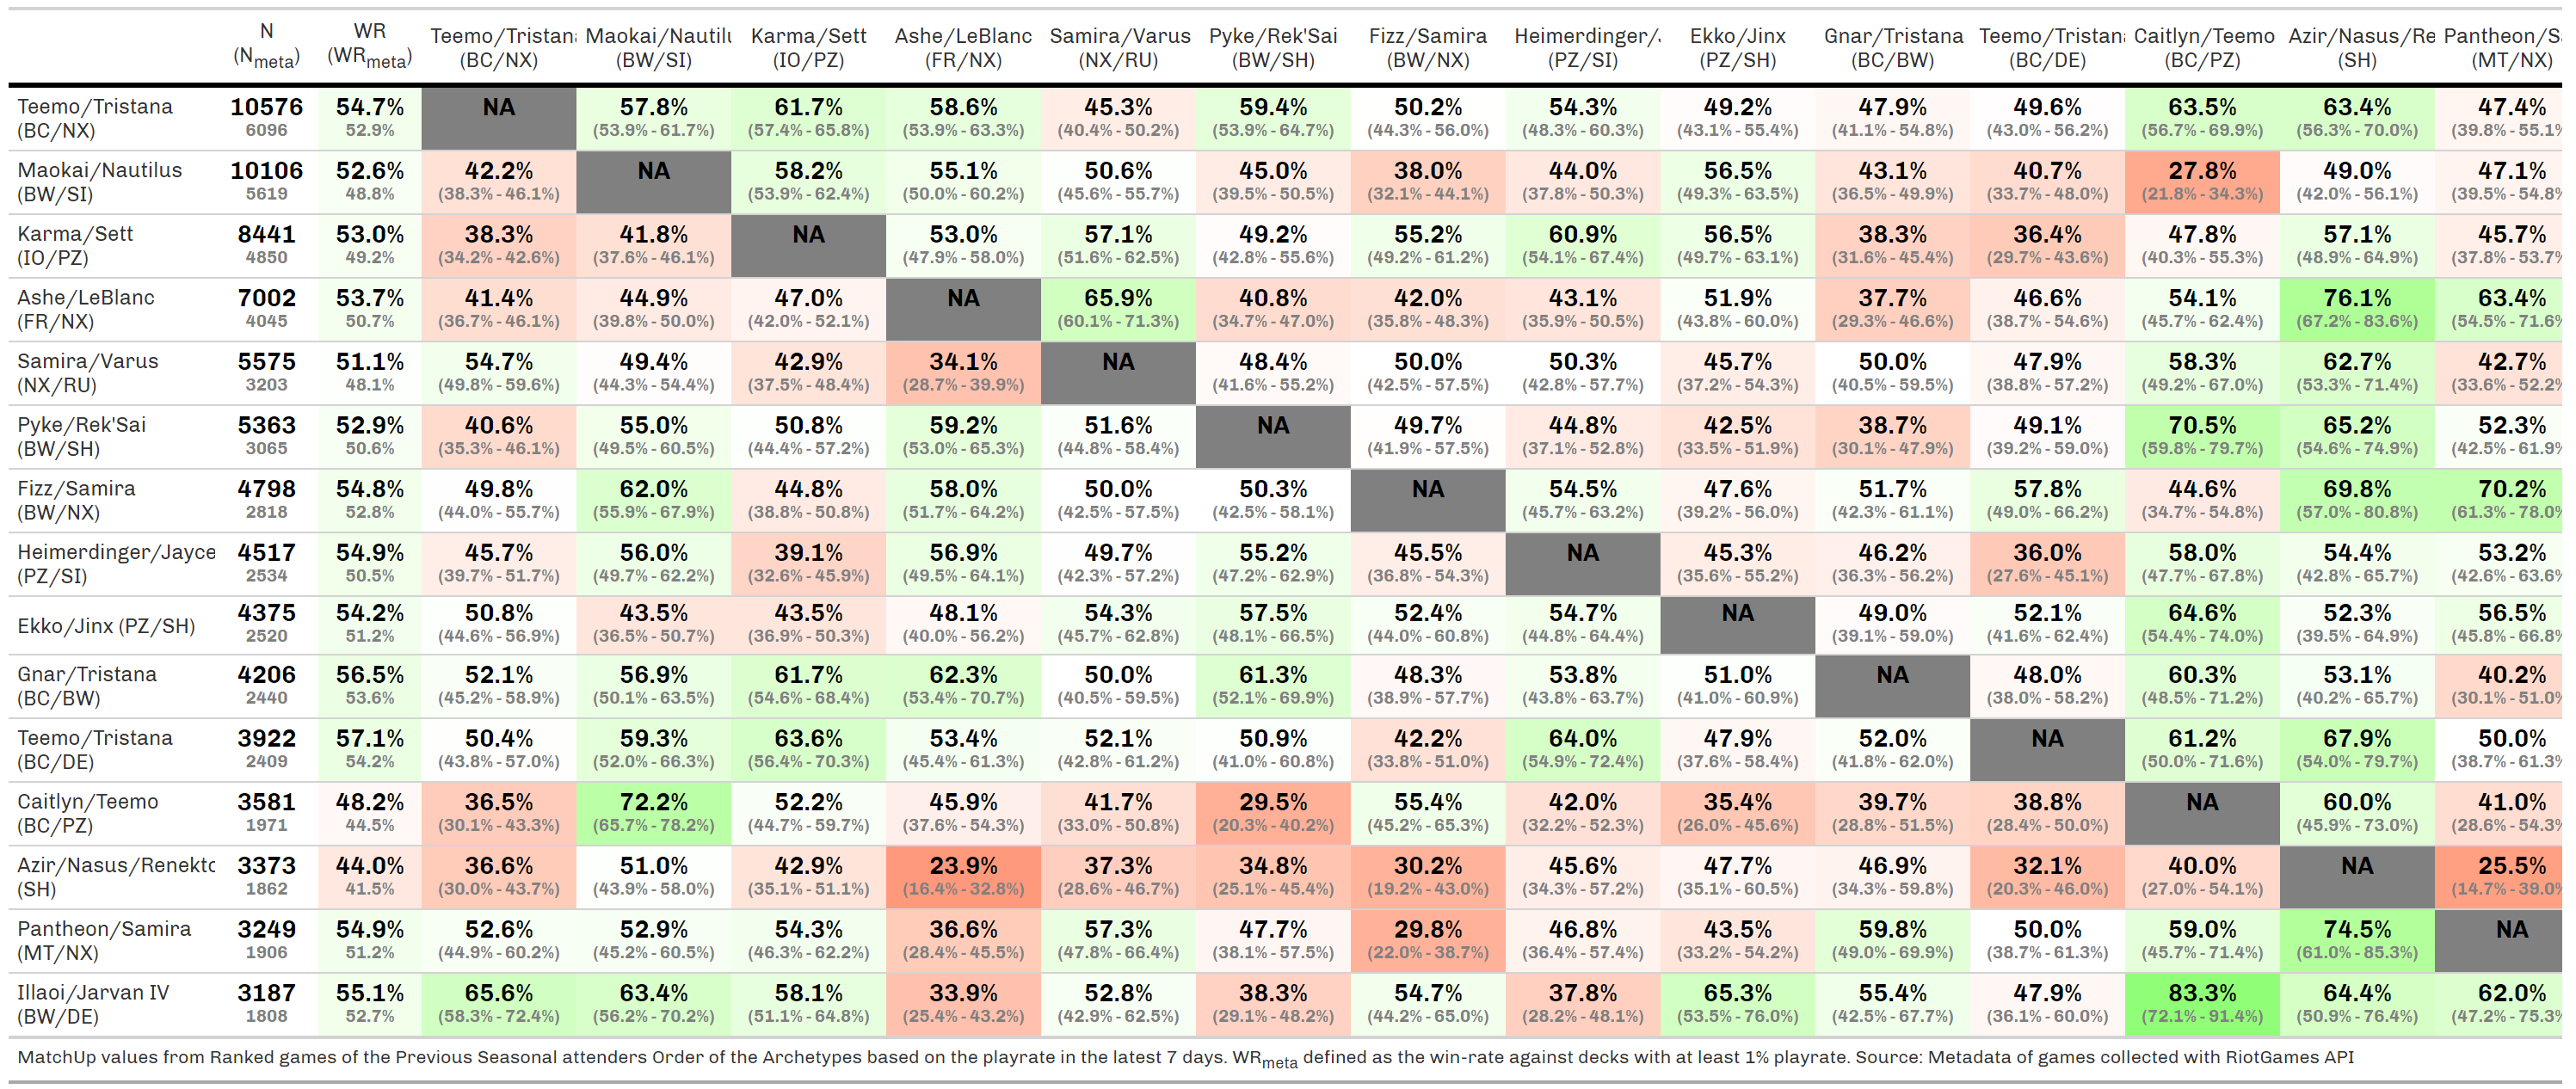 N WR Teemo/Tristana Maokai/Nautilu Karma/Sett Ashe/LeBlanc Samira/Varus Pyke/Rek'Sai Fizz/Samira Heimerdinger/J Ekko/Jinx Gnar/Tristana Teemo/Tristana Caitlyn/Teemo Azir/Nasus/Re Pantheon/S
(Nmeta) (WRmeta) (BC/NX) (BW/SI) (IO/PZ) (FR/NX) (NX/RU) (BW/SH) (BW/NX) (PZ/SI) (PZ/SH) (BC/BW) (BC/DE) (BC/PZ) (SH) (MT/NX)
Teemo/Tristana 10576 54.7% NA 57.8% 61.7% 58.6% 45.3% 59.4% 50.2% 54.3% 49.2% 47.9% 49.6% 63.5% 63.4% 47.4%
(BC/NX) 6096 52.9% (53.9% - 61.7%) (57.4% - 65.8%) (53.9% - 63.3%) (40.4% - 50.2%) (53.9% - 64.7%) (44.3% - 56.0%) (48.3% - 60.3%) (43.1% - 55.4%) (41.1% - 54.8%) (43.0% - 56.2%) (56.7% - 69.9%) (56.3% - 70.0%) (39.8% - 55.1%
Maokai/Nautilus 10106 52.6% 42.2% NA 58.2% 55.1% 50.6% 45.0% 38.0% 44.0% 56.5% 43.1% 40.7% 27.8% 49.0% 47.1%
(BW/SI) 5619 48.8% (38.3% - 46.1%) (53.9% - 62.4%) (50.0% - 60.2%) (45.6% - 55.7%) (39.5% - 50.5%) (32.1% - 44.1%) (37.8% - 50.3%) (49.3% - 63.5%) (36.5% - 49.9%) (33.7% - 48.0%) (21.8% - 34.3%) (42.0% - 56.1%) (39.5% - 54.8%
Karma/Sett 8441 53.0% 38.3% 41.8% NA 53.0% 57.1% 49.2% 55.2% 60.9% 56.5% 38.3% 36.4% 47.8% 57.1% 45.7%
(IO/PZ) 4850 49.2% (34.2% - 42.6%) (37.6% - 46.1%) (47.9% - 58.0%) (51.6% - 62.5%) (42.8% - 55.6%) (49.2% - 61.2%) (54.1% - 67.4%) (49.7% - 63.1%) (31.6% - 45.4%) (29.7% - 43.6%) (40.3% - 55.3%) (48.9% - 64.9%) (37.8% - 53.7%
Ashe/LeBlanc 7002 53.7% 41.4% 44.9% 47.0% NA 65.9% 40.8% 42.0% 43.1% 51.9% 37.7% 46.6% 54.1% 76.1% 63.4%
(FR/NX) 4045 50.7% (36.7% - 46.1%) (39.8% - 50.0%) (42.0% - 52.1%) (60.1% - 71.3%) (34.7% - 47.0%) (35.8% - 48.3%) (35.9% - 50.5%) (43.8% - 60.0%) (29.3% - 46.6%) (38.7% - 54.6%) (45.7% - 62.4%) (67.2% - 83.6%) (54.5% - 71.6%
Samira/Varus 5575 51.1% 54.7% 49.4% 42.9% 34.1% NA 48.4% 50.0% 50.3% 45.7% 50.0% 47.9% 58.3% 62.7% 42.7%
(NX/RU) 3203 48.1% (49.8% - 59.6%) (44.3% - 54.4%) (37.5% - 48.4%) (28.7% - 39.9%) (41.6% - 55.2%) (42.5% - 57.5%) (42.8% - 57.7%) (37.2% - 54.3%) (40.5% - 59.5%) (38.8% - 57.2%) (49.2% - 67.0%) (53.3% - 71.4%) (33.6% - 52.2%
Pyke/Rek'Sai 5363 52.9% 40.6% 55.0% 50.8% 59.2% 51.6% NA 49.7% 44.8% 42.5% 38.7% 49.1% 70.5% 65.2% 52.3%
(BW/SH) 3065 50.6% (35.3% - 46.1%) (49.5% - 60.5%) (44.4% - 57.2%) (53.0% - 65.3%) (44.8% - 58.4%) (41.9% - 57.5%) (37.1% - 52.8%) (33.5% - 51.9%) (30.1% - 47.9%) (39.2% - 59.0%) (59.8% - 79.7%) (54.6% - 74.9%) (42.5% - 61.9%
Fizz/Samira 4798 54.8% 49.8% 62.0% 44.8% 58.0% 50.0% 50.3% NA 54.5% 47.6% 51.7% 57.8% 44.6% 69.8% 70.2%
(BW/NX) 2818 52.8% (44.0% - 55.7%) (55.9% - 67.9%) (38.8% - 50.8%) (51.7% - 64.2%) (42.5% - 57.5%) (42.5% - 58.1%) (45.7% - 63.2%) (39.2% - 56.0%) (42.3% - 61.1%) (49.0% - 66.2%) (34.7% - 54.8%) (57.0% - 80.8%) (61.3% - 78.0%
Heimerdinger/Jayce 4517 54.9% 45.7% 56.0% 39.1% 56.9% 49.7% 55.2% 45.5% NA 45.3% 46.2% 36.0% 58.0% 54.4% 53.2%
(PZ/SI) 2534 50.5% (39.7% - 51.7%) (49.7% - 62.2%) (32.6% - 45.9%) (49.5% - 64.1%) (42.3% - 57.2%) (47.2% - 62.9%) (36.8% - 54.3%) (35.6% - 55.2%) (36.3% - 56.2%) (27.6% - 45.1%) (47.7% - 67.8%) (42.8% - 65.7%) (42.6% - 63.6%
Ekko/Jinx (PZ/SH) 4375 54.2% 50.8% 43.5% 43.5% 48.1% 54.3% 57.5% 52.4% 54.7% NA 49.0% 52.1% 64.6% 52.3% 56.5%
2520 51.2% (44.6% - 56.9%) (36.5% - 50.7%) (36.9% - 50.3%) (40.0% - 56.2%) (45.7% - 62.8%) (48.1% - 66.5%) (44.0% - 60.8%) (44.8% - 64.4%) (39.1% - 59.0%) (41.6% - 62.4%) (54.4% - 74.0%) (39.5% - 64.9%) (45.8% - 66.8%
Gnar/Tristana 4206 56.5% 52.1% 56.9% 61.7% 62.3% 50.0% 61.3% 48.3% 53.8% 51.0% NA 48.0% 60.3% 53.1% 40.2%
(BC/BW) 2440 53.6% (45.2% - 58.9%) (50.1% - 63.5%) (54.6% - 68.4%) (53.4% - 70.7%) (40.5% - 59.5%) (52.1% - 69.9%) (38.9% - 57.7%) (43.8% - 63.7%) (41.0% - 60.9%) (38.0% - 58.2%) (48.5% - 71.2%) (40.2% - 65.7%) (30.1% - 51.0%
Teemo/Tristana 3922 57.1% 50.4% 59.3% 63.6% 53.4% 52.1% 50.9% 42.2% 64.0% 47.9% 52.0% NA 61.2% 67.9% 50.0%
(BC/DE) 2409 54.2% (43.8% - 57.0%) (52.0% - 66.3%) (56.4% - 70.3%) (45.4% - 61.3%) (42.8% - 61.2%) (41.0% - 60.8%) (33.8% - 51.0%) (54.9% - 72.4%) (37.6% - 58.4%) (41.8% - 62.0%) (50.0% - 71.6%) (54.0% - 79.7%) (38.7% - 61.3%
Caitlyn/Teemo 3581 48.2% 36.5% 72.2% 52.2% 45.9% 41.7% 29.5% 55.4% 42.0% 35.4% 39.7% 38.8% NA 60.0% 41.0%
(BC/PZ) 1971 44.5% (30.1% - 43.3%) (65.7% - 78.2%) (44.7% - 59.7%) (37.6% - 54.3%) (33.0% - 50.8%) (20.3% - 40.2%) (45.2% - 65.3%) (32.2% - 52.3%) (26.0% - 45.6%) (28.8% - 51.5%) (28.4% - 50.0%) (45.9% - 73.0%) (28.6% - 54.3%
Azir/Nasus/Renektc 3373 44.0% 36.6% 51.0% 42.9% 23.9% 37.3% 34.8% 30.2% 45.6% 47.7% 46.9% 32.1% 40.0% NA 25.5%
(SH) 1862 41.5% (30.0% - 43.7%) (43.9% - 58.0%) (35.1% - 51.1%) (16.4% - 32.8%) (28.6% - 46.7%) (25.1% - 45.4%) (19.2% - 43.0%) (34.3% - 57.2%) (35.1% - 60.5%) (34.3% - 59.8%) (20.3% - 46.0%) (27.0% - 54.1%) (14.7% - 39.0%
Pantheon/Samira 3249 54.9% 52.6% 52.9% 54.3% 36.6% 57.3% 47.7% 29.8% 46.8% 43.5% 59.8% 50.0% 59.0% 74.5% NA
(MT/NX) 1906 51.2% (44.9% - 60.2%) (45.2% - 60.5%) (46.3% - 62.2%) (28.4% - 45.5%) (47.8% - 66.4%) (38.1% - 57.5%) (22.0% - 38.7%) (36.4% - 57.4%) (33.2% - 54.2%) (49.0% - 69.9%) (38.7% - 61.3%) (45.7% - 71.4%) (61.0% - 85.3%)
Illaoi/Jarvan IV 3187 55.1% 65.6% 63.4% 58.1% 33.9% 52.8% 38.3% 54.7% 37.8% 65.3% 55.4% 47.9% 83.3% 64.4% 62.0%
(BW/DE) 1808 52.7% (58.3% - 72.4%) (56.2% - 70.2%) (51.1% - 64.8%) (25.4% - 43.2%) (42.9% - 62.5%) (29.1% - 48.2%) (44.2% - 65.0%) (28.2% - 48.1%) (53.5% - 76.0%) (42.5% - 67.7%) (36.1% - 60.0%) (72.1% - 91.4%) (50.9% - 76.4%) (47.2% - 75.3%
MatchUp values from Ranked games of the Previous Seasonal attenders Order of the Archetypes based on the playrate in the latest 7 days. WRmeta defined as the win-rate against decks with at least 1% playrate. Source: Metadata of games collected with RiotGames API